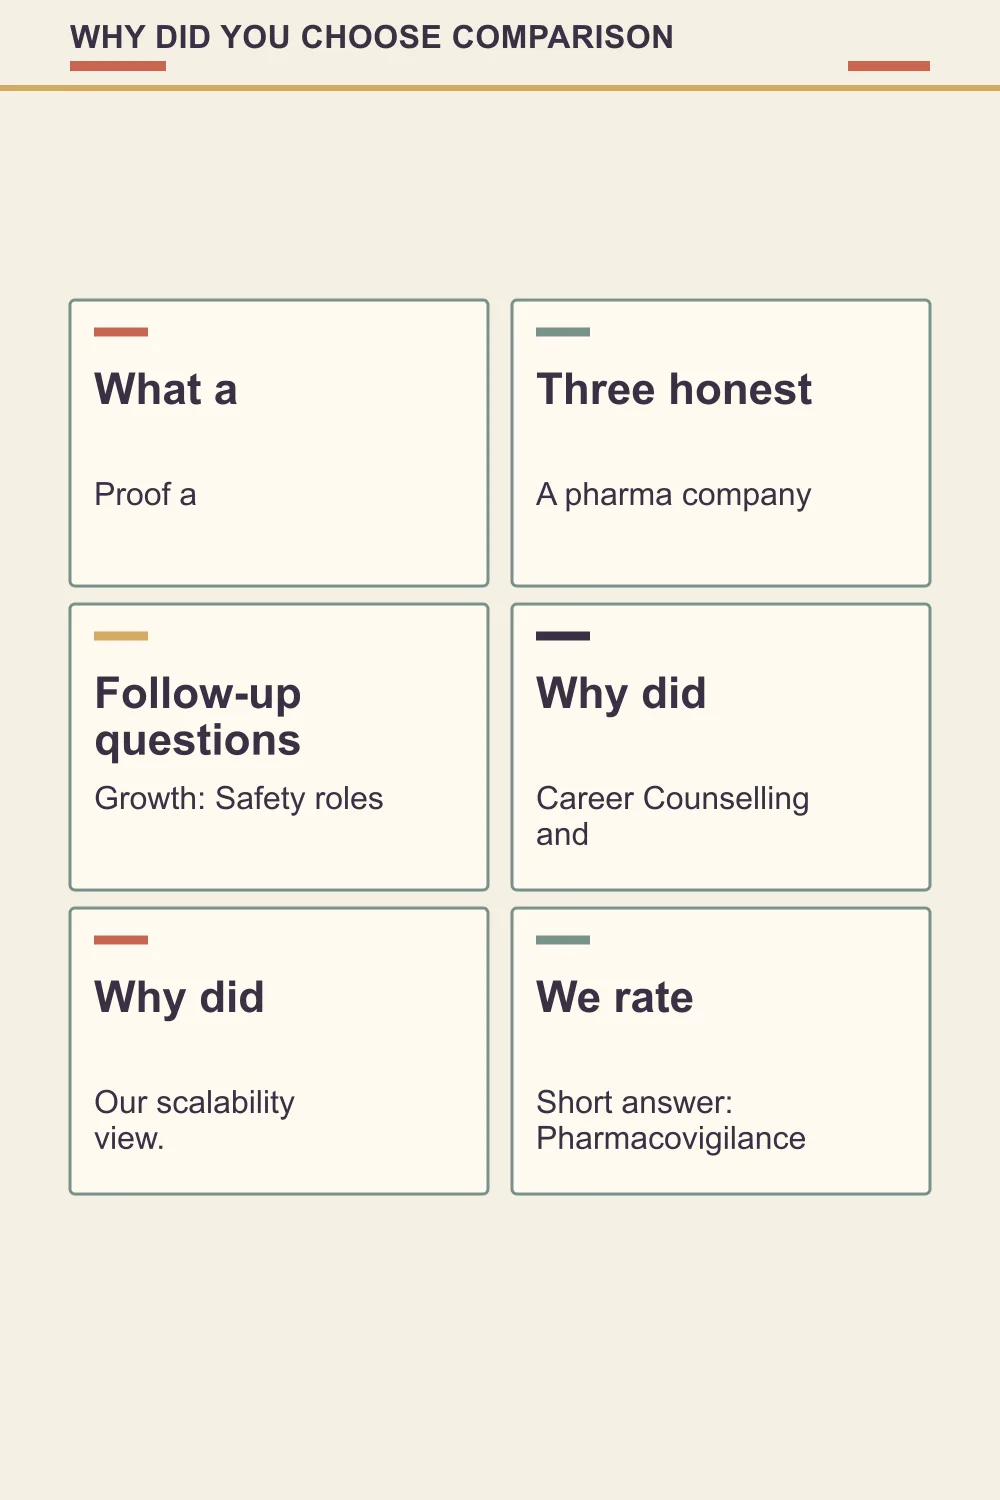 WHY DID YOU CHOOSE COMPARISON
What a
Proof a
Three honest
A pharma company
Follow-up
questions
Growth: Safety roles
Why did
Career Counselling
and
Why did
Our scalability
view.
We rate
Short answer:
Pharmacovigilance